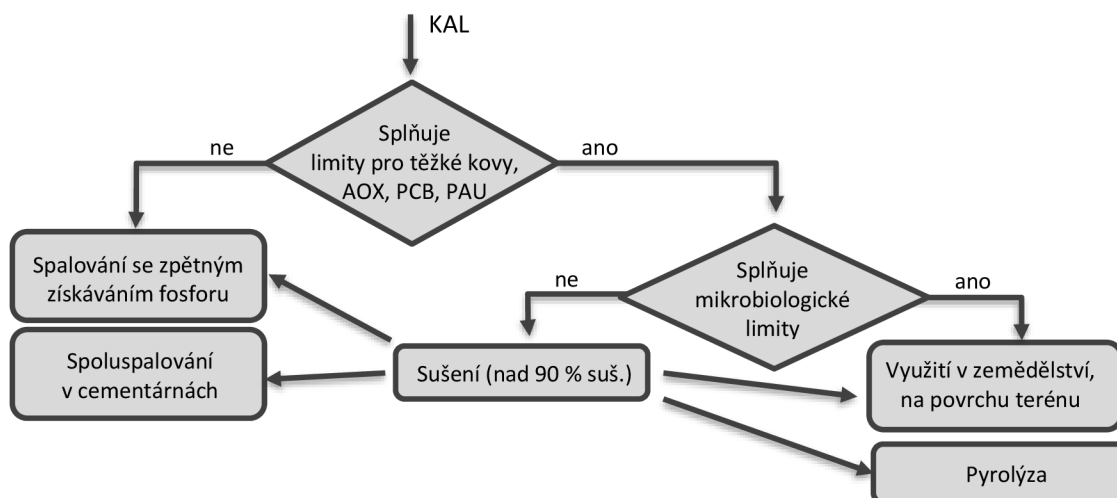 KAL
Splňuje
limity pro těžké kovy,
AOX, PCB, PAU
ne
ano
Spalování se zpětným
získáváním fosforu
Splňuje
mikrobiologické
limity
ne
ano
Spoluspalování
v cementárnách
Sušení (nad 90 % suš.)
Využití v zemědělství,
na povrchu terénu
Pyrolýza